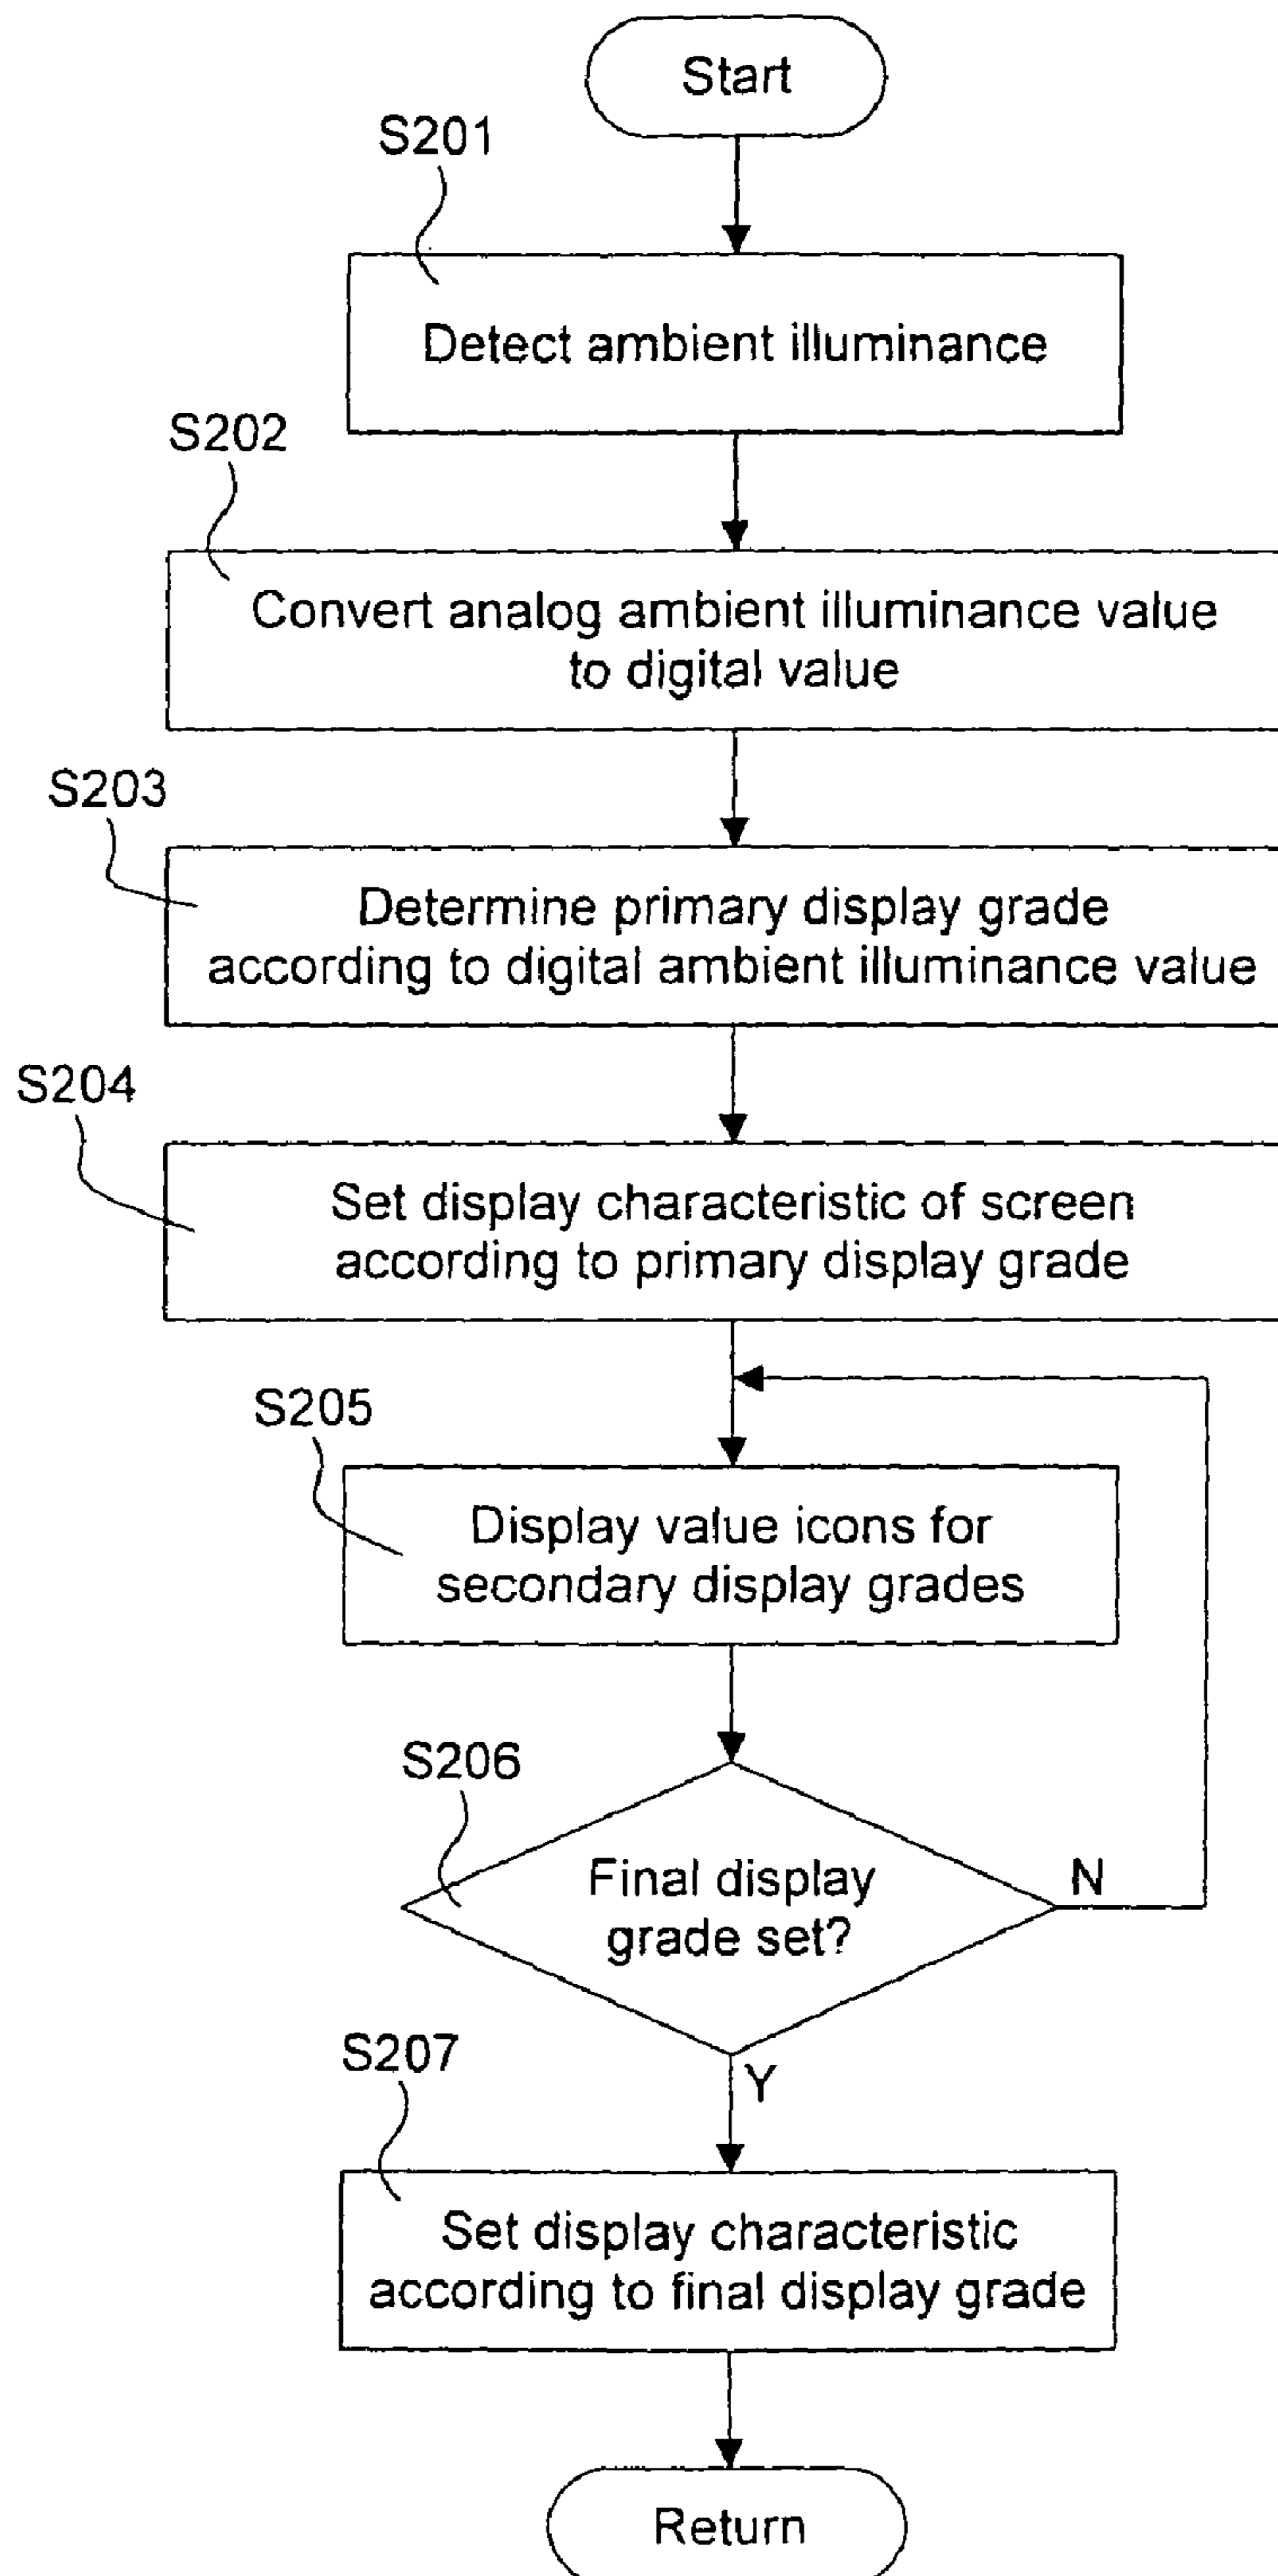 Start
S201
Detect ambient illuminance
S202
Convert analog ambient illuminance value
to digital value
S203
Determine primary display grade
according to digital ambient illuminance value
S204
Set display characteristic of screen
according to primary display grade
S205
Display value icons for
secondary display grades
S206
Final display
grade set?
N
Y
S207
Set display characteristic
according to final display grade
Return